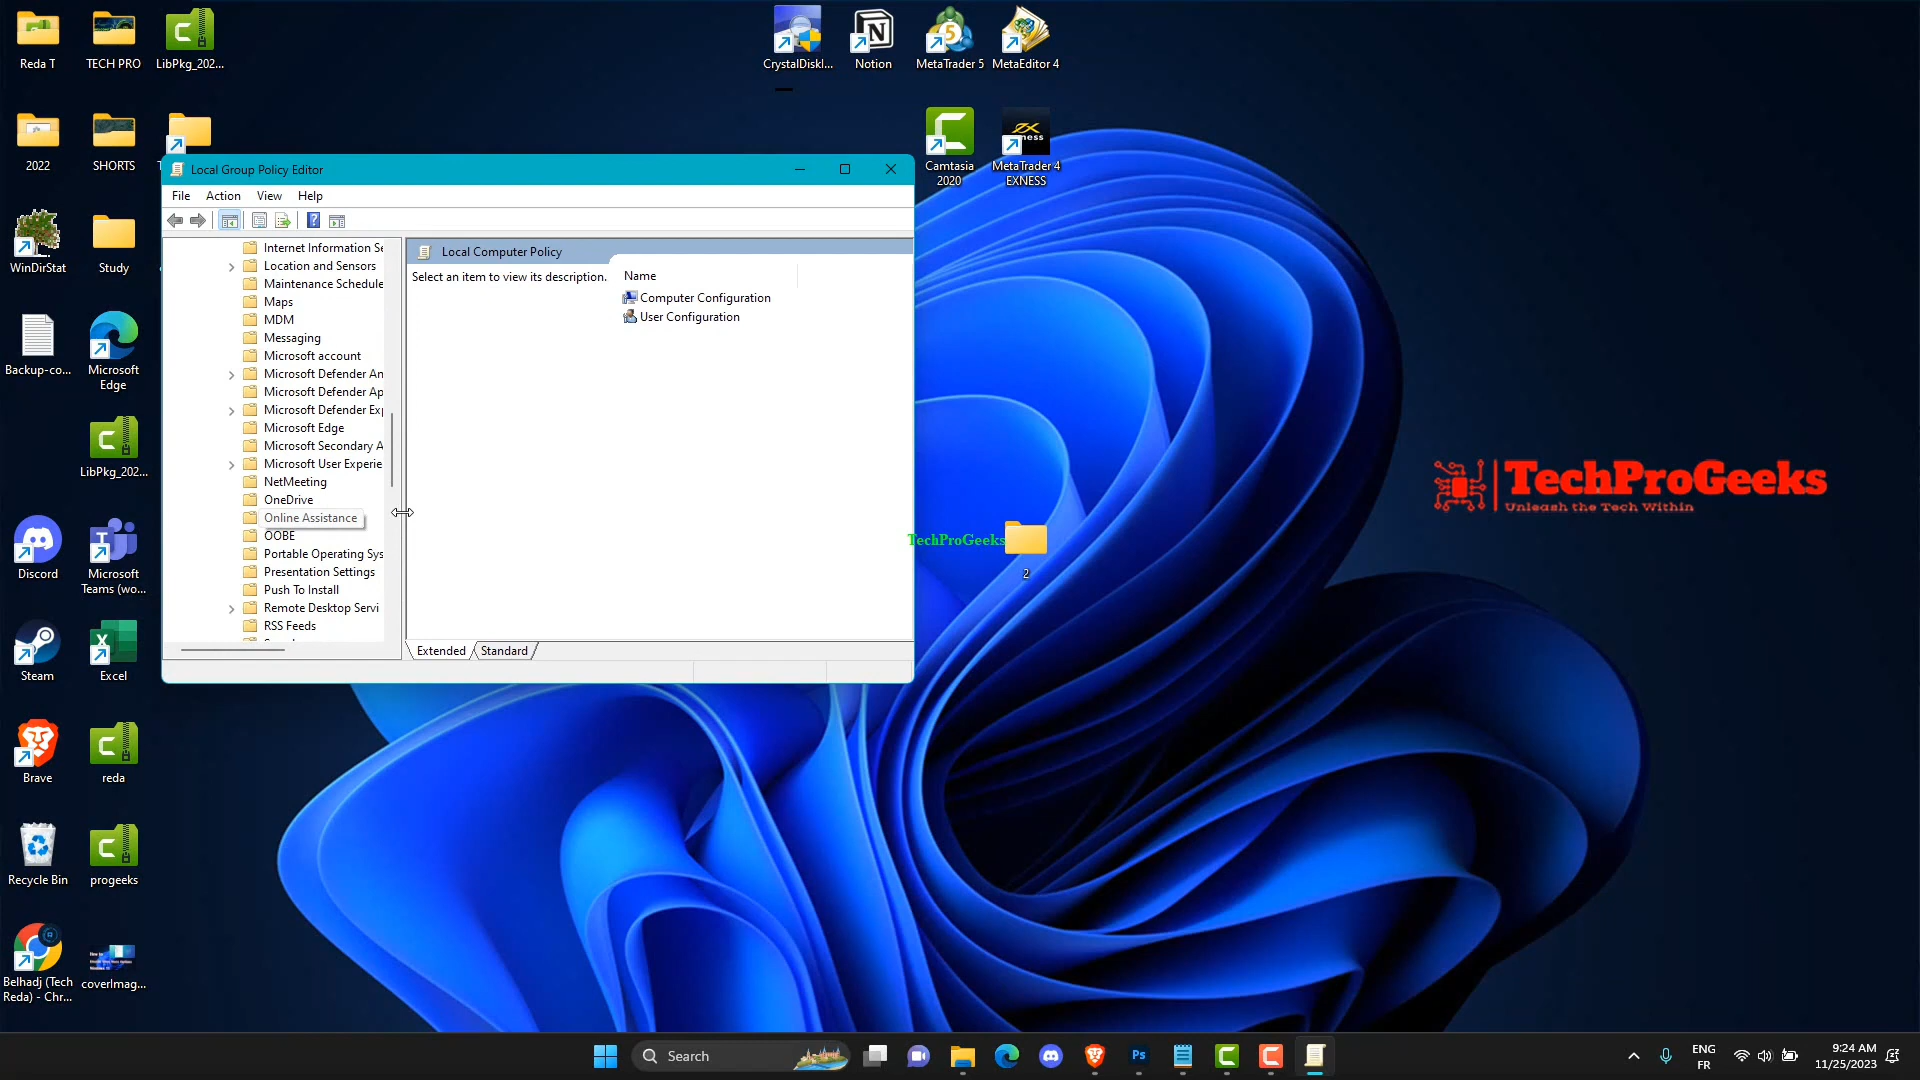 Reda T
TECH PRO
LibPkg_202...
CrystalDiskI...
Notion
MetaTrader 5
MetaEditor 4
2022
SHORTS
Camtasia
2020
MetaTrader 4
EXNESS
WinDirStat
Study
Backup-co...
Microsoft
Edge
LibPkg_202...
Discord
Microsoft
Teams (wo...
Steam
Excel
Brave
reda
Recycle Bin
progeeks
Belhadj (Tech
Reda) - Chr...
coverImag...
Local Group Policy Editor
File Action View Help
Internet Information Se
Location and Sensors
Maintenance Schedule
Maps
MDM
Messaging
Microsoft account
Microsoft Defender An
Microsoft Defender Ap
Microsoft Defender Exp
Microsoft Edge
Microsoft Secondary A
Microsoft User Experie
NetMeeting
OneDrive
Online Assistance
OOBE
Portable Operating Sys
Presentation Settings
Push To Install
Remote Desktop Servi
RSS Feeds
Local Computer Policy
Select an item to view its description.
Name
Computer Configuration
User Configuration
Extended Standard
TechProGeeks
2
TechProGeeks
Unleash the Tech Within
Search
Ps
ENG
FR
9:24 AM
11/25/2023